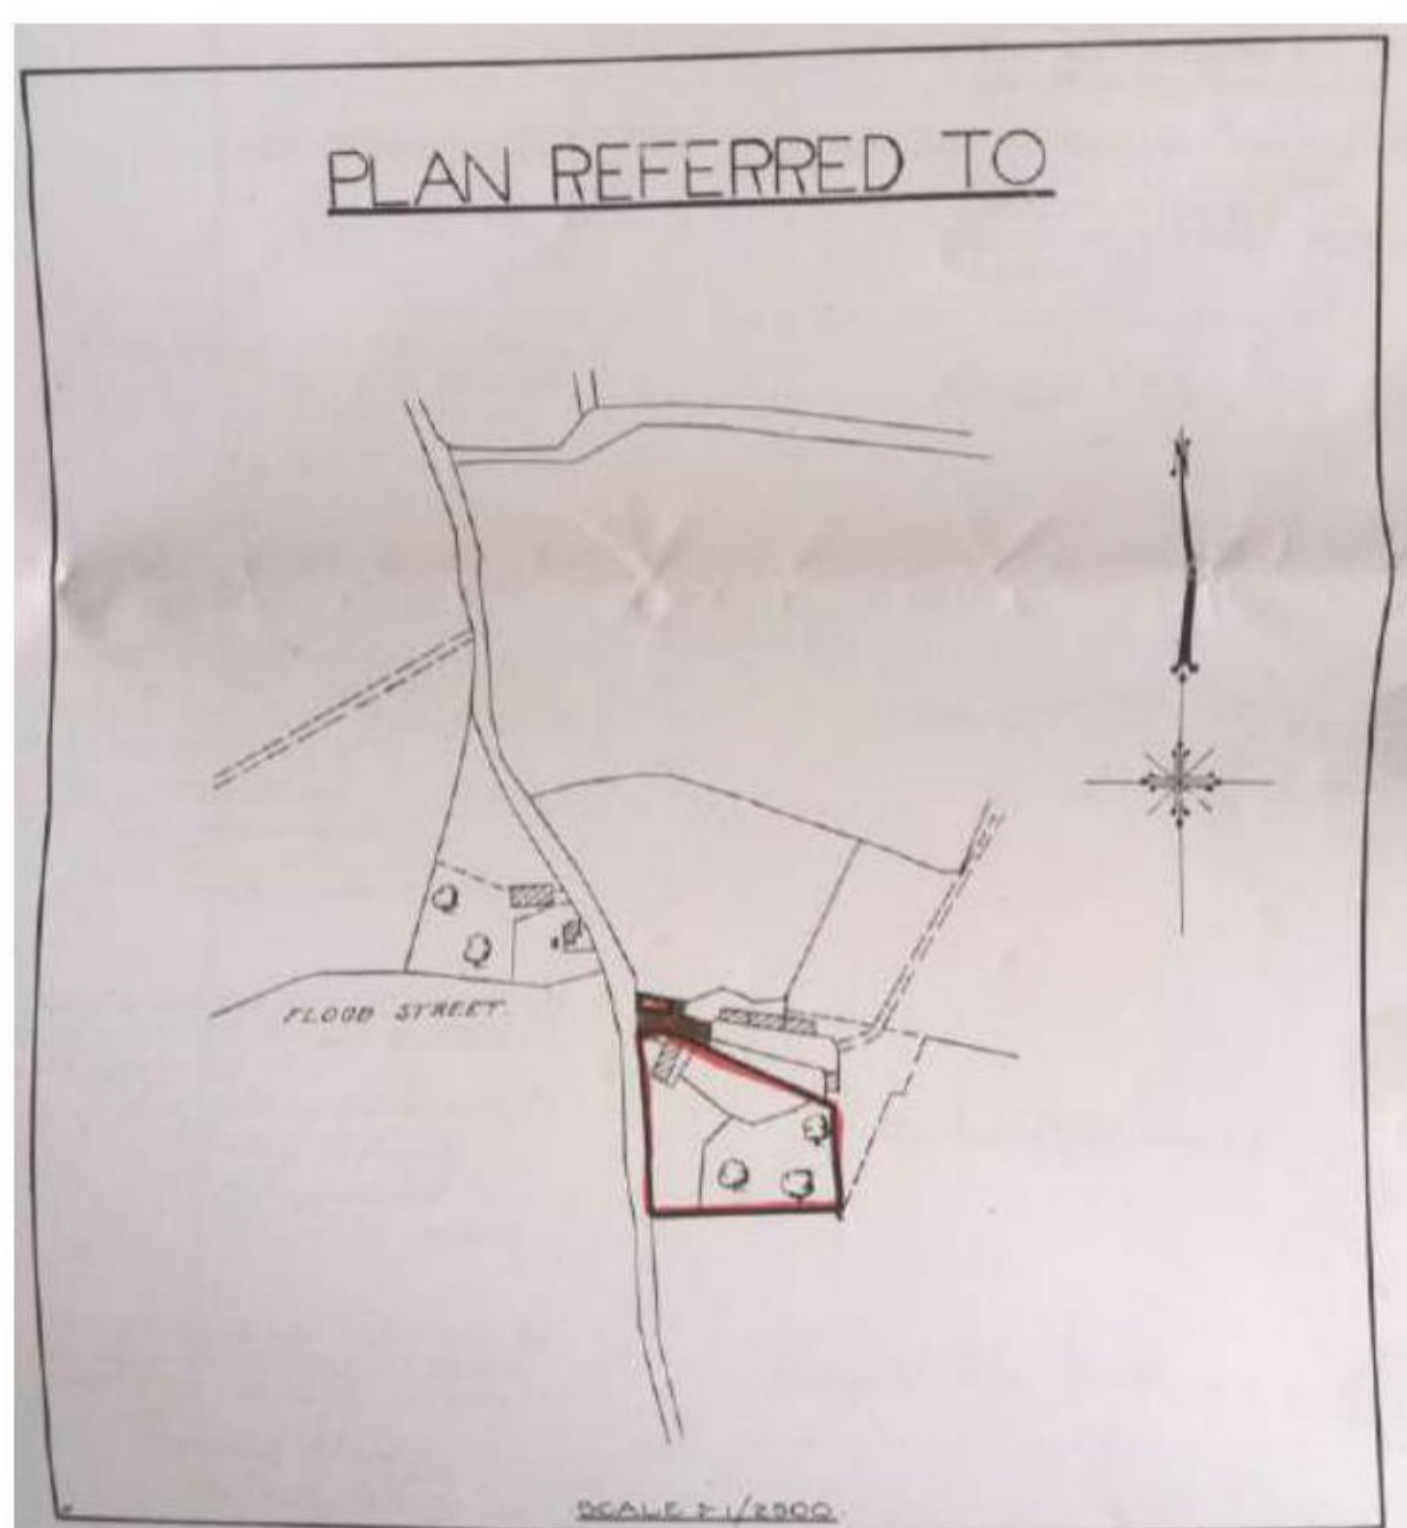 PLAN REFERRED TO
FLOOD STREET.
SCALE :- 1/2500.